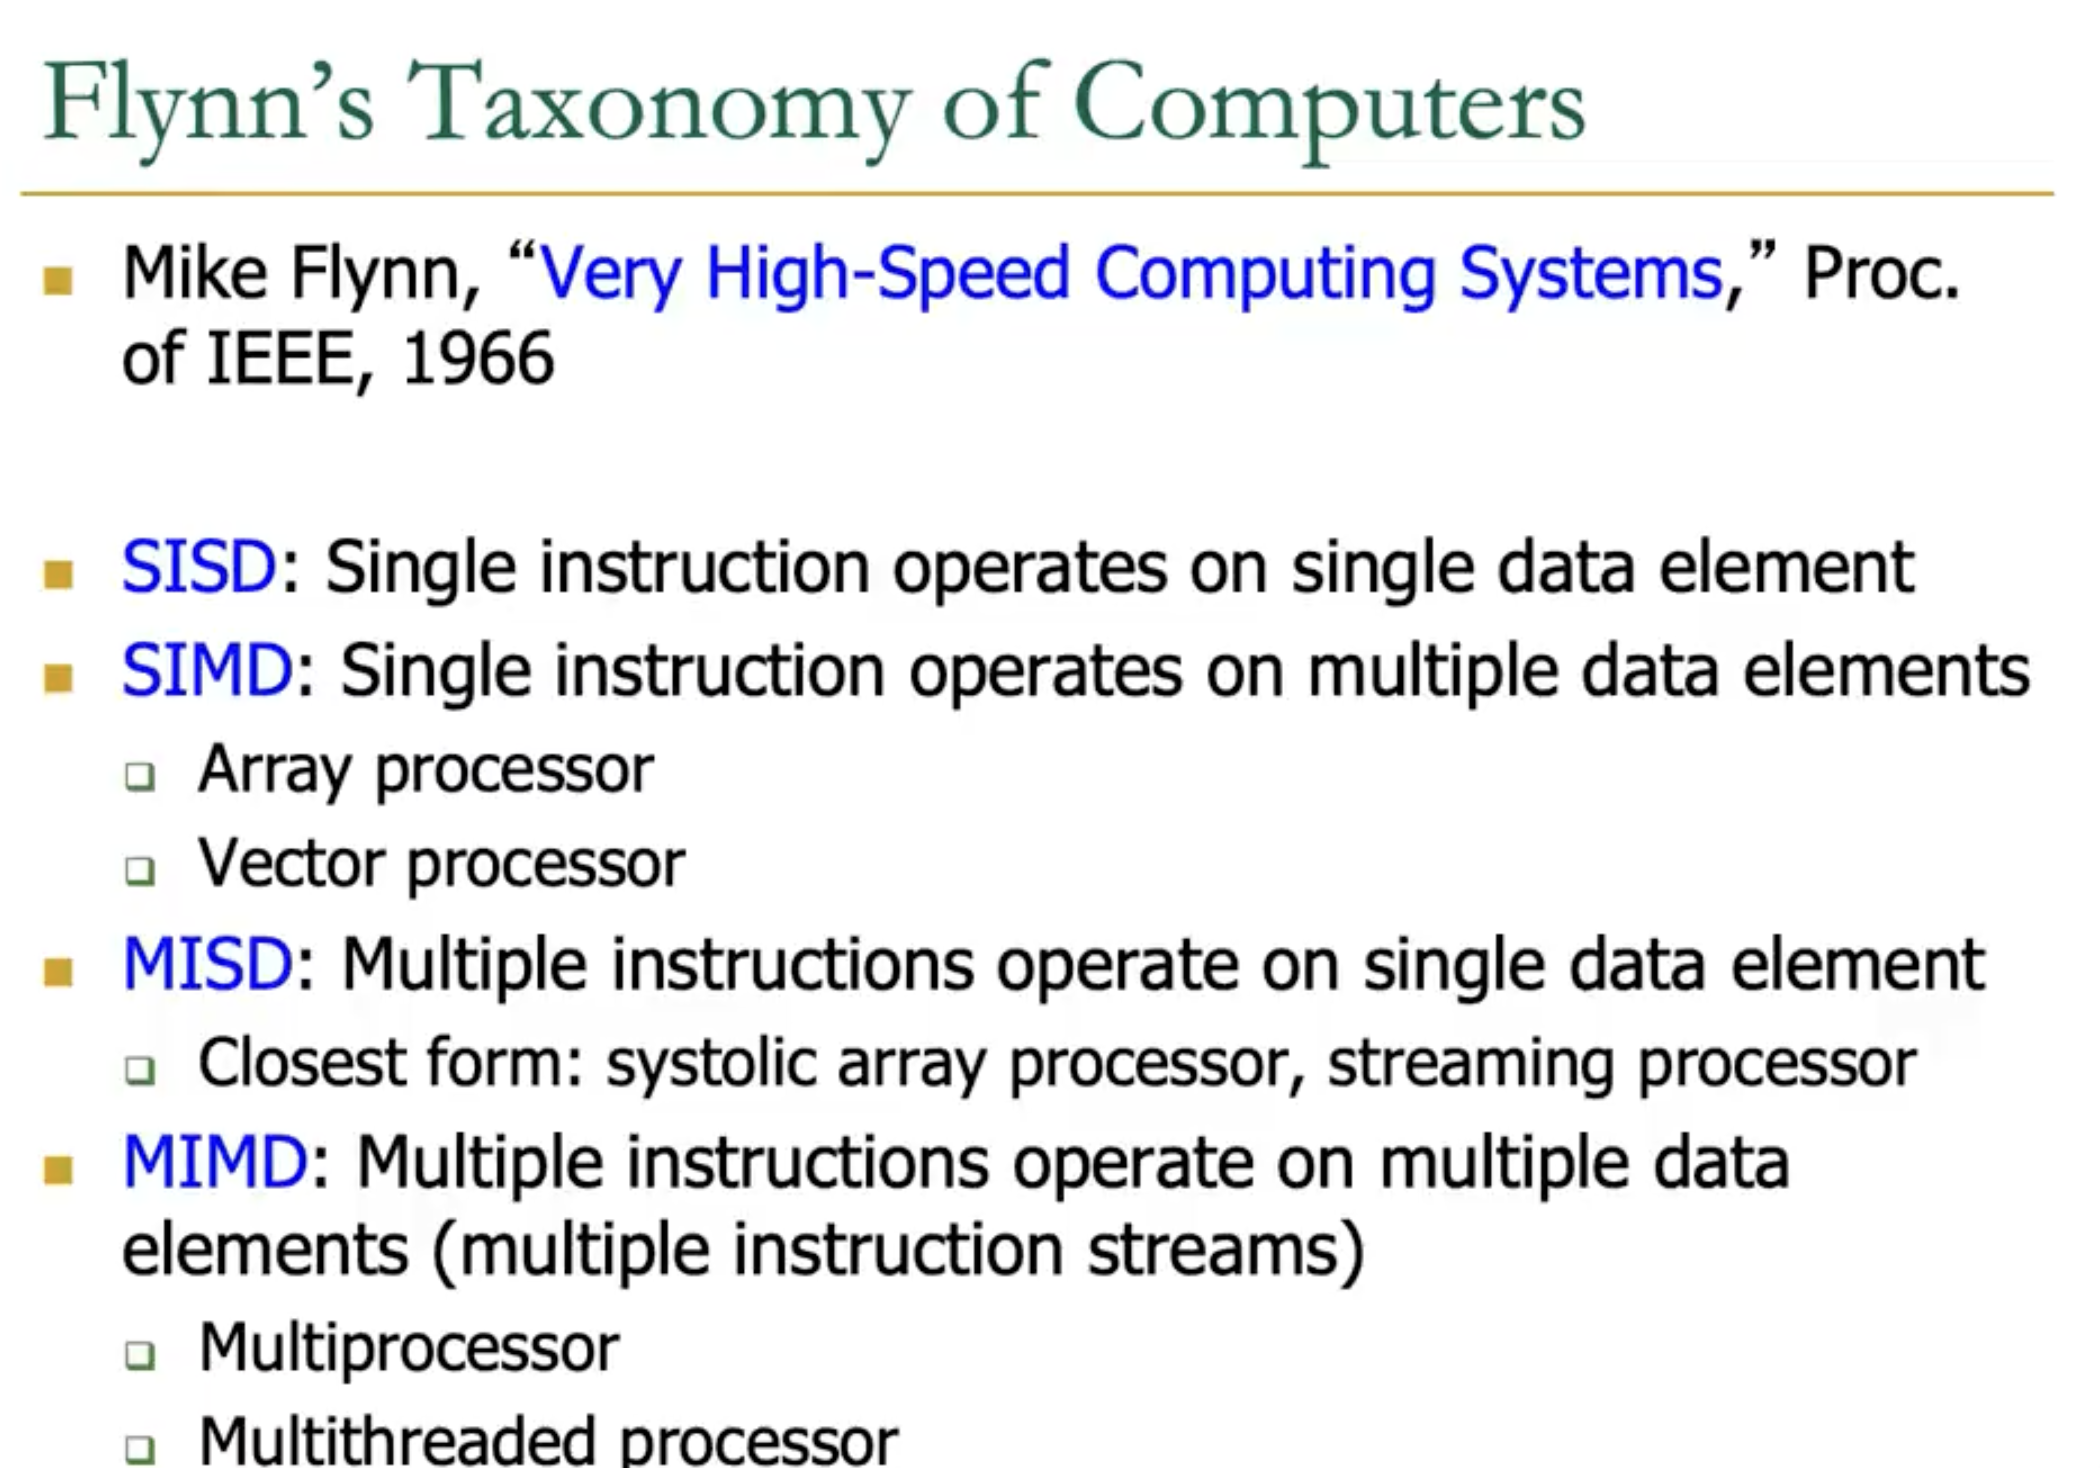 Flynn’s Taxonomy of Computers
Mike Flynn, “Very High-Speed Computing Systems,” Proc.
of IEEE, 1966
SISD: Single instruction operates on single data element
SIMD: Single instruction operates on multiple data elements
Array processor
Vector processor
MISD: Multiple instructions operate on single data element
Closest form: systolic array processor, streaming processor
MIMD: Multiple instructions operate on multiple data
elements (multiple instruction streams)
Multiprocessor
Multithreaded processor